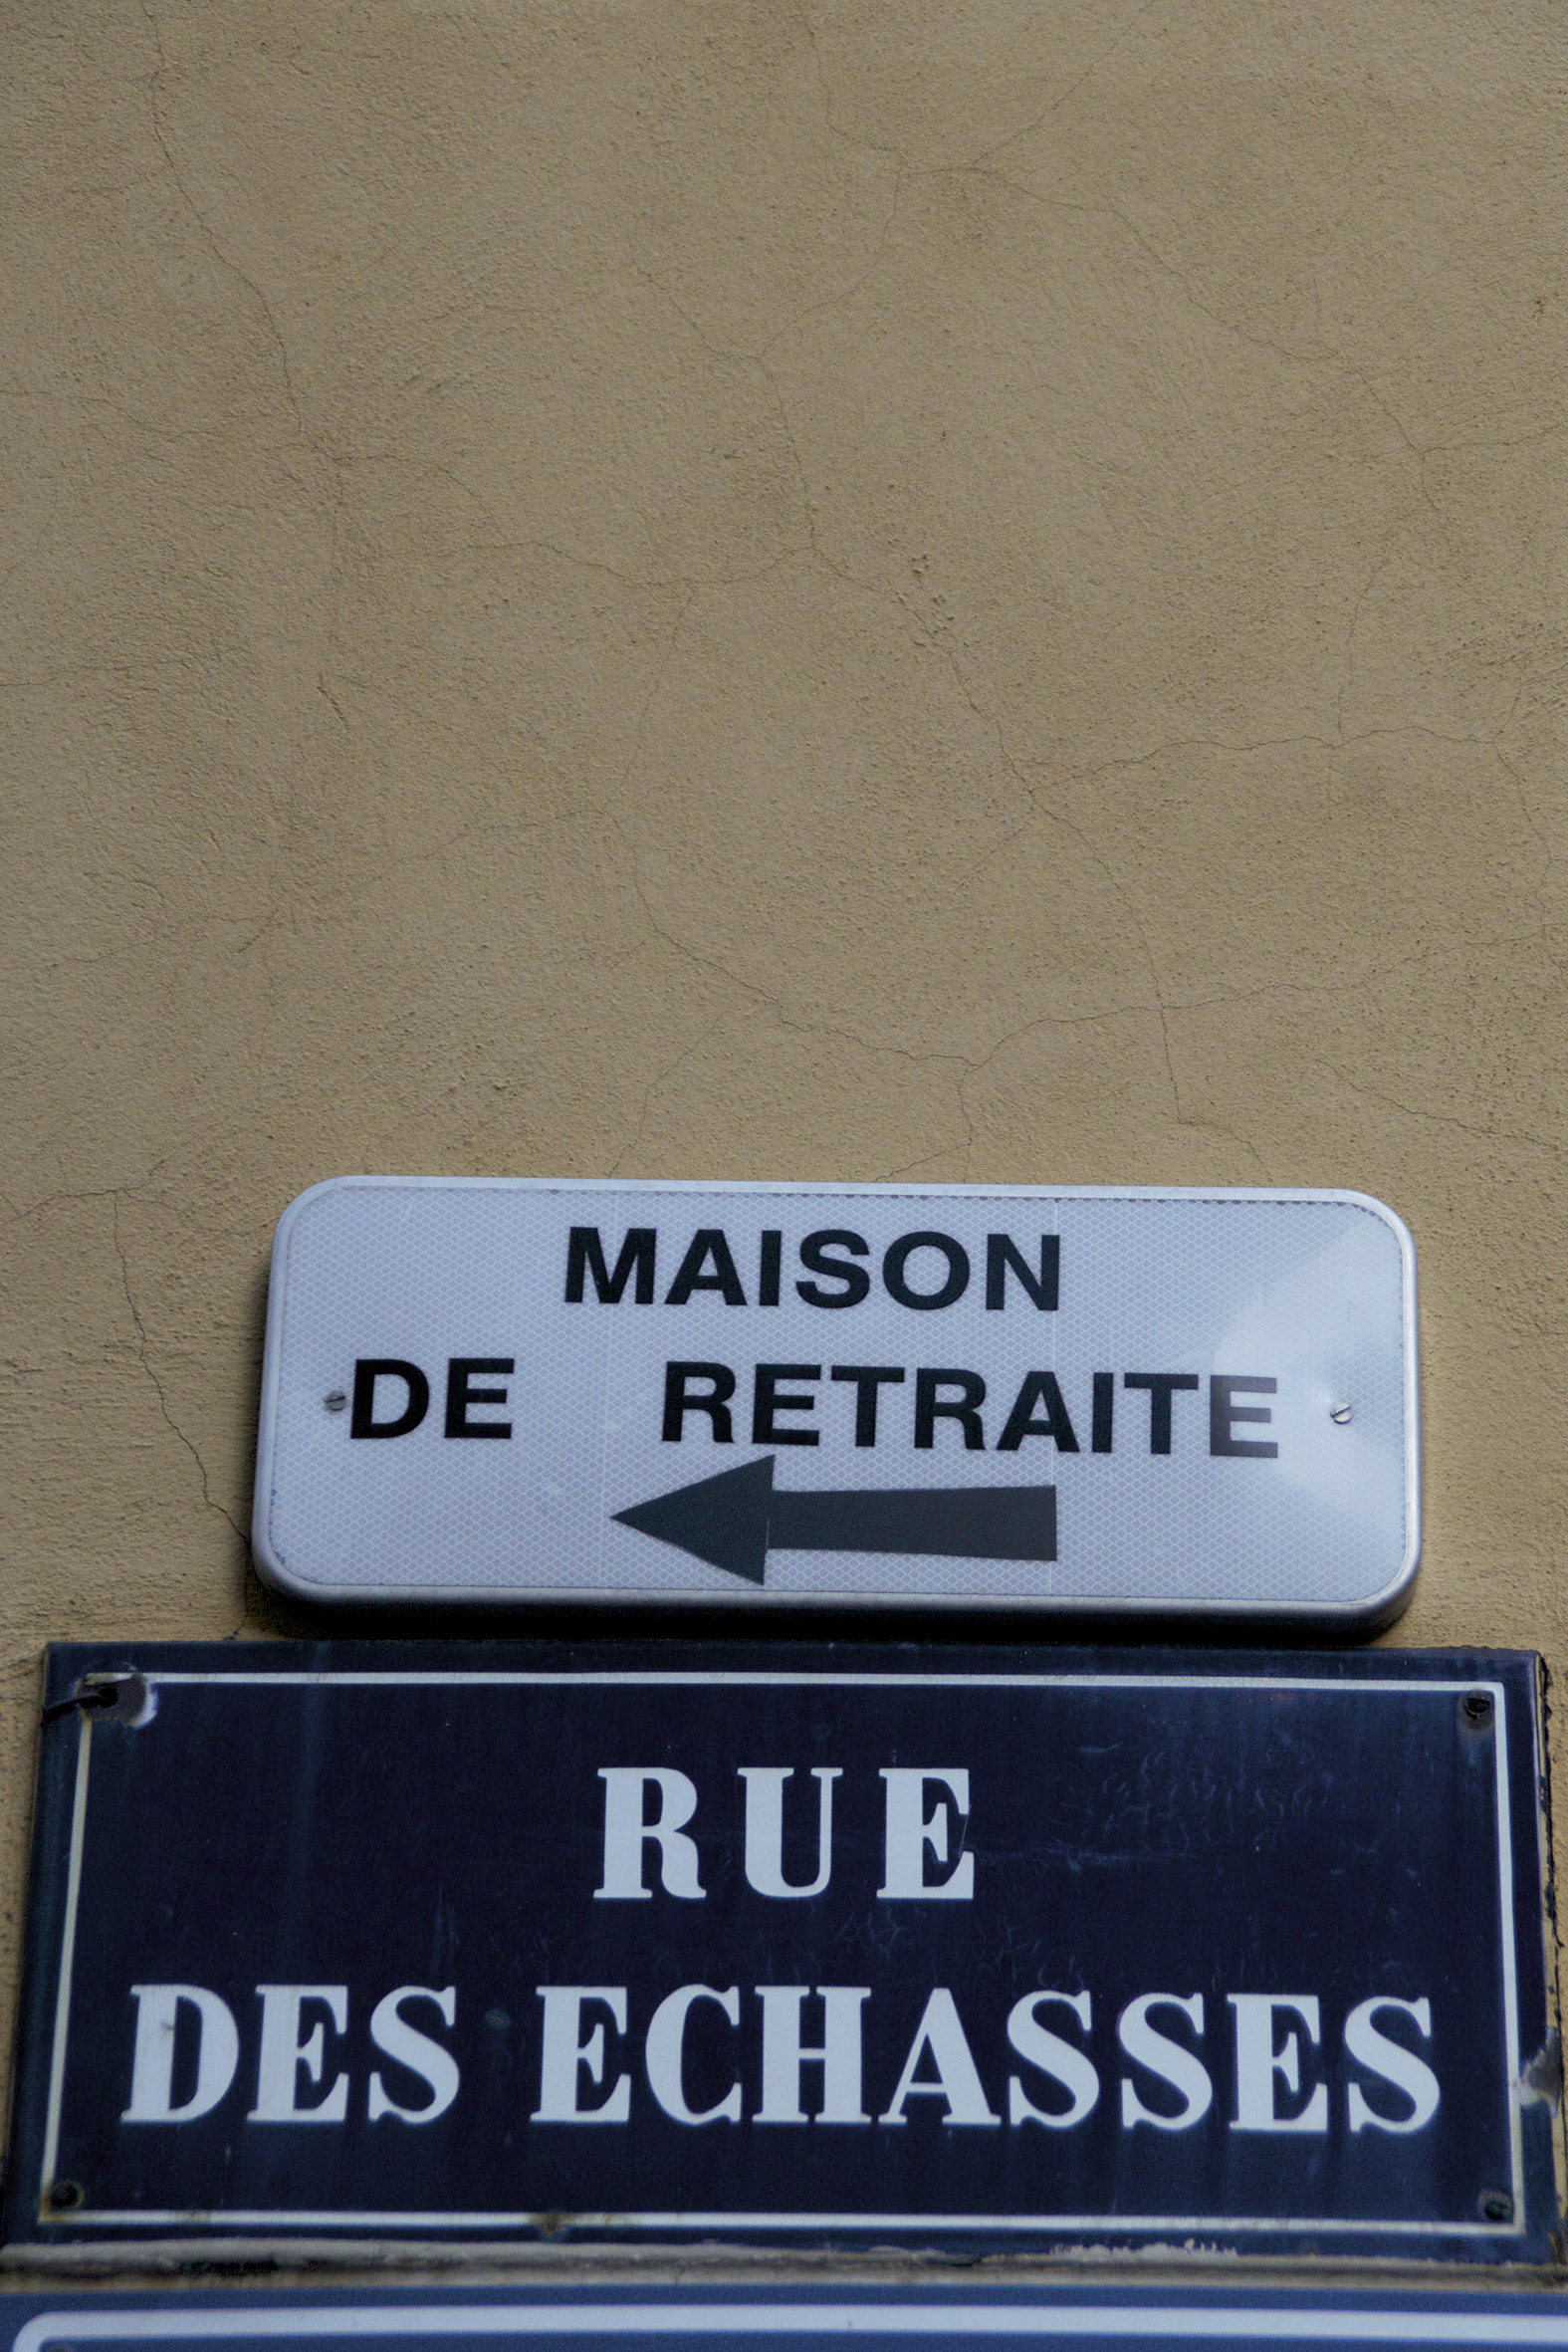 MAISON
DE RETRAITE
RUE
DES ECHASSES